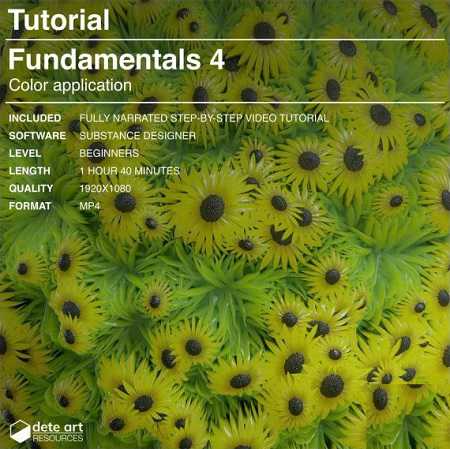 Tutorial
Fundamentals 4
Color application
INCLUDED FULLY NARRATED STEP-BY-STEP VIDEO TUTORIAL
SOFTWARE SUBSTANCE DESIGNER
LEVEL BEGINNERS
LENGTH 1 HOUR 40 MINUTES
QUALITY 1920X1080
FORMAT MP4
dete art
RESOURCES